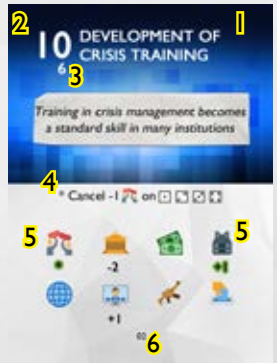 2
1
10 DEVELOPMENT OF
CRISIS TRAINING
6
3
Training in crisis management becomes
a standard skill in many institutions
4
* Cancel -1 on
5
5
*
-2
+1
+1
6